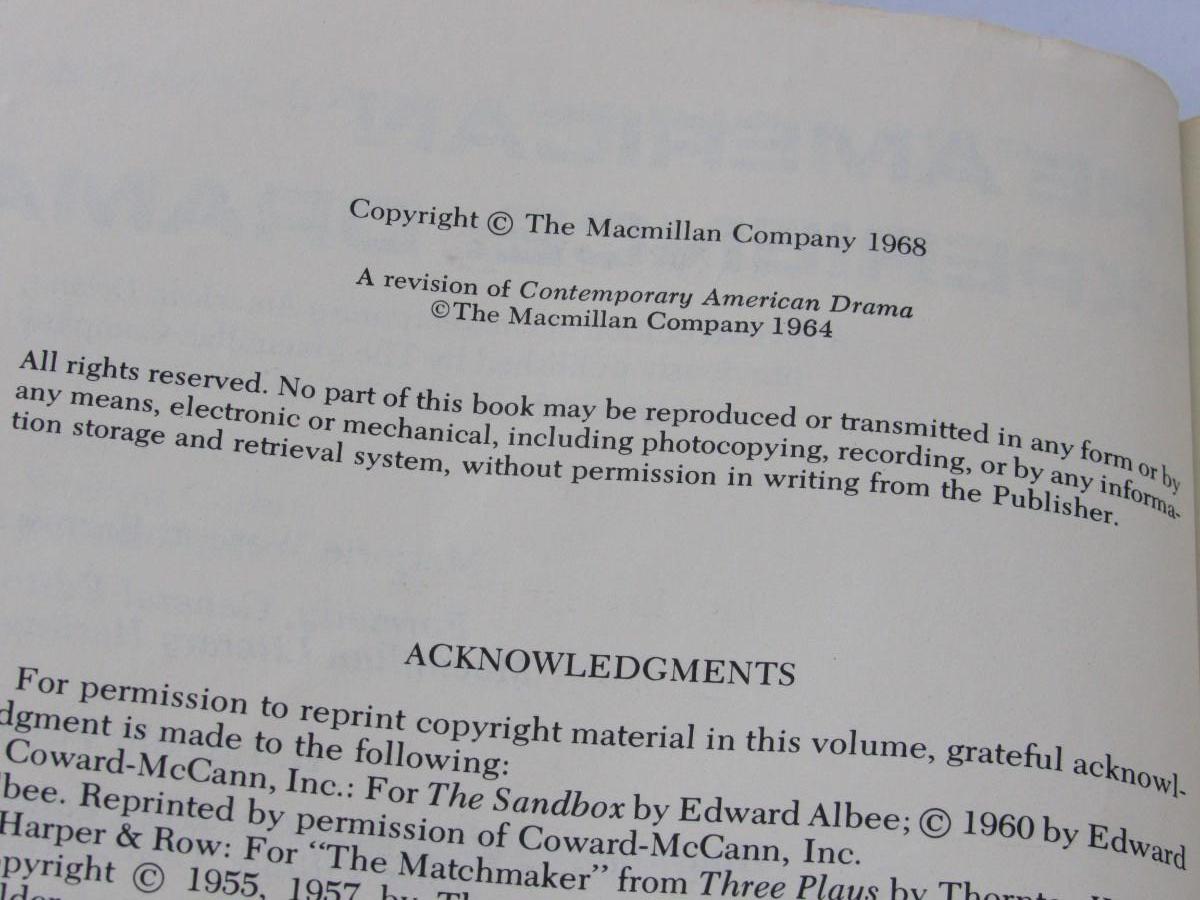 Copyright © The Macmillan Company 1968
A revision of Contemporary American Drama
©The Macmillan Company 1964
All rights reserved. No part of this book may be reproduced or transmitted in any form or by
any means, electronic or mechanical, including photocopying, recording, or by any informa-
tion storage and retrieval system, without permission in writing from the Publisher.
ACKNOWLEDGMENTS
For permission to reprint copyright material in this volume, grateful acknowl-
dgment is made to the following:
Coward-McCann, Inc.: For The Sandbox by Edward Albee; © 1960 by Edward
bee. Reprinted by permission of Coward-McCann, Inc.
Harper & Row: For "The Matchmaker" from Three Plays by
pyright © 1955, 1957 by